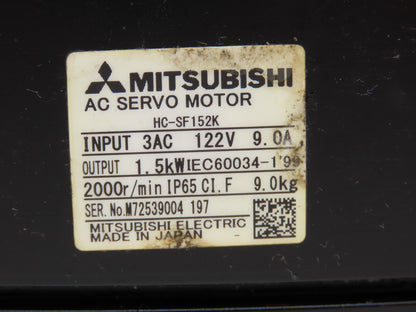 MITSUBISHI
AC SERVO MOTOR
HC-SF152K
INPUT 3AC 122V 9.0A
OUTPUT 1.5kW IEC60034-1'99
2000r/min IP65 CI.F 9.0kg
SER.No.M72539004 197
MITSUBISHI ELECTRIC
MADE IN JAPAN